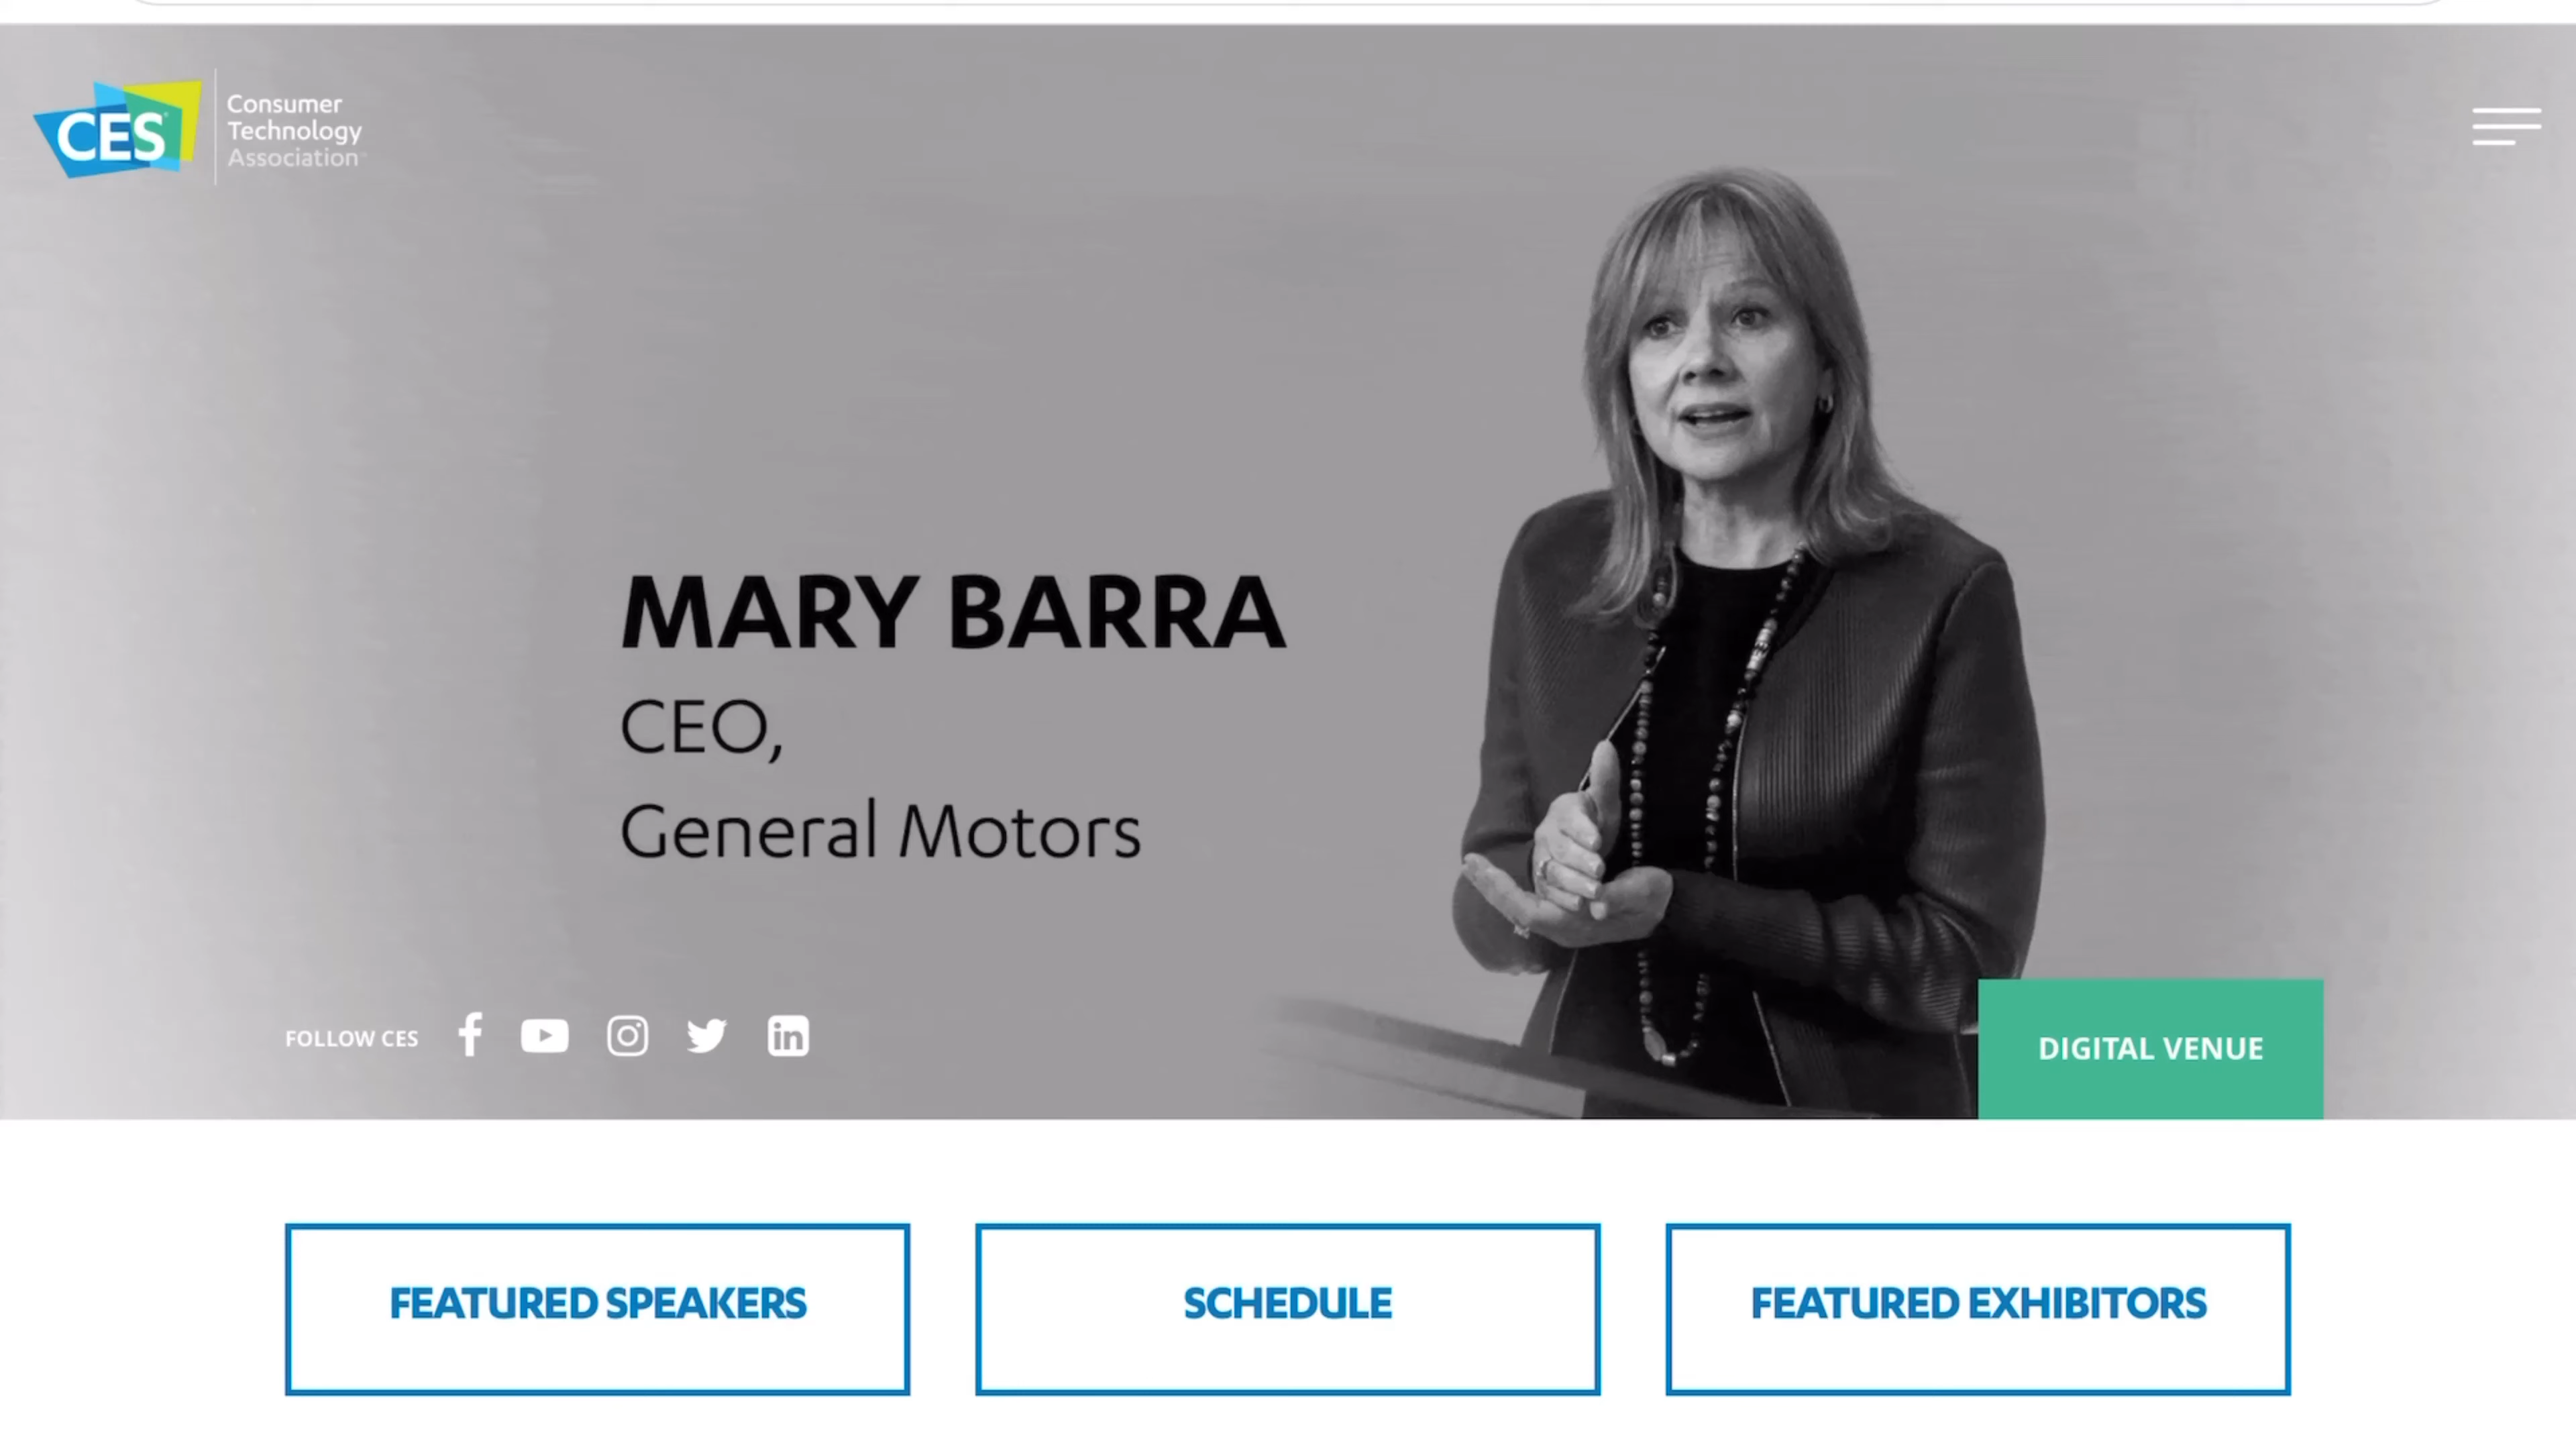 CES
Consumer
Technology
Association
MARY BARRA
CEO,
General Motors
FOLLOW CES
DIGITAL VENUE
FEATURED SPEAKERS
SCHEDULE
FEATURED EXHIBITORS